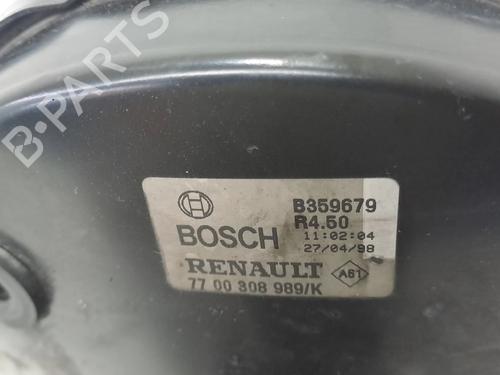 B-PARTS
B359679
R4.50
BOSCH
11:02:04
27/04/98
RENAULT
A61
77 00 308 989/K